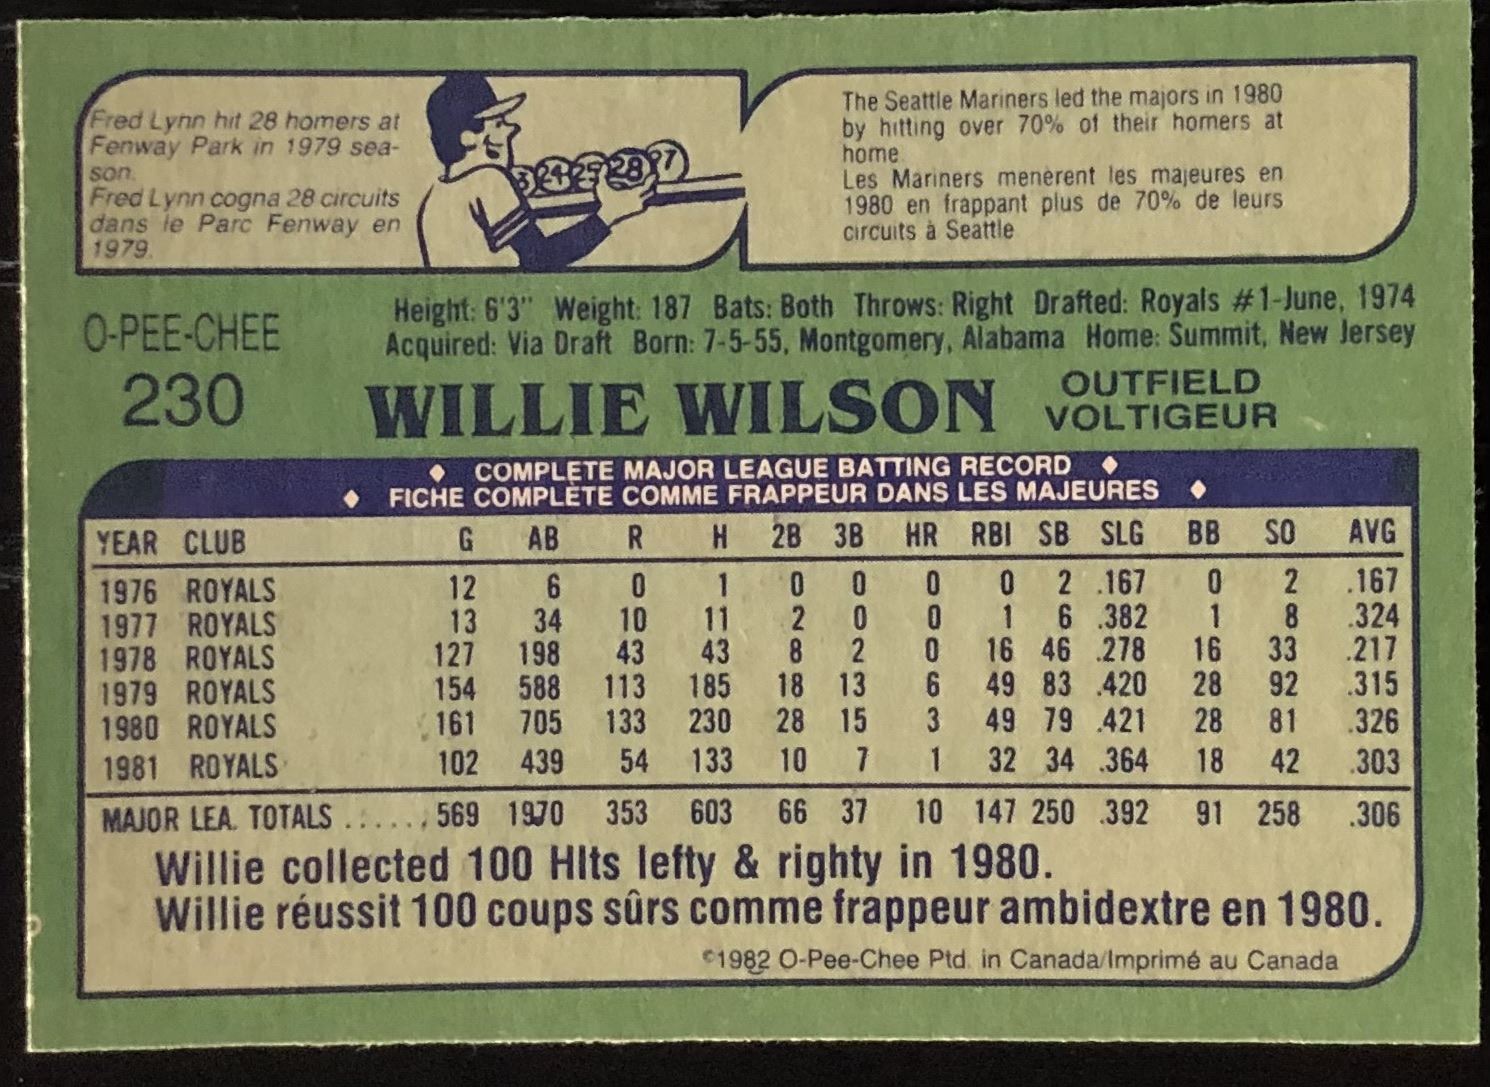 Fred Lynn hit 28 homers at
Fenway Park in 1979 sea-
son.
Fred Lynn cogna 28 circuits
dans le Parc Fenway en
1979.
3 24 25 28 27
The Seattle Mariners led the majors in 1980
by hitting over 70% of their homers at
home
Les Mariners menèrent les majeures en
1980 en frappant plus de 70% de leurs
circuits à Seattle
O-PEE-CHEE
230
Height: 6'3" Weight: 187 Bats: Both Throws: Right Drafted: Royals #1-June, 1974
Acquired: Via Draft Born: 7-5-55, Montgomery, Alabama Home: Summit, New Jersey
WILLIE WILSON
OUTFIELD
VOLTIGEUR
♦ COMPLETE MAJOR LEAGUE BATTING RECORD ♦
♦ FICHE COMPLÈTE COMME FRAPPEUR DANS LES MAJEURES ♦
YEAR CLUB G AB R H 2B 3B HR RBI SB SLG BB SO AVG
1976 ROYALS 12 6 0 1 0 0 0 0 2 .167 0 2 .167
1977 ROYALS 13 34 10 11 2 0 0 1 6 .382 1 8 .324
1978 ROYALS 127 198 43 43 8 2 0 16 46 .278 16 33 .217
1979 ROYALS 154 588 113 185 18 13 6 49 83 .420 28 92 .315
1980 ROYALS 161 705 133 230 28 15 3 49 79 .421 28 81 .326
1981 ROYALS 102 439 54 133 10 7 1 32 34 .364 18 42 .303
MAJOR LEA. TOTALS ...... 569 1970 353 603 66 37 10 147 250 .392 91 258 .306
Willie collected 100 HIts lefty & righty in 1980.
Willie réussit 100 coups sûrs comme frappeur ambidextre en 1980.
©1982 O-Pee-Chee Ptd. in Canada/Imprimé au Canada